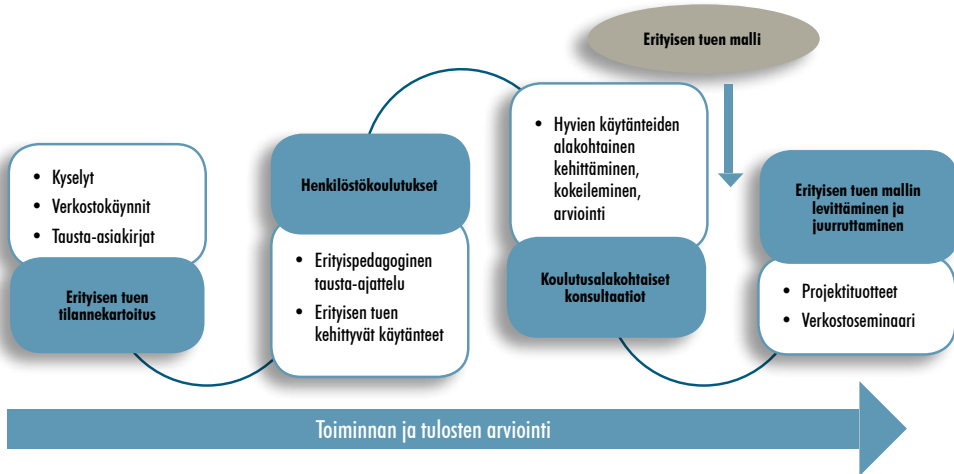 Erityisen tuen malli
• Kyselyt
• Verkostokäynnit
• Tausta-asiakirjat
Erityisen tuen
tilannekartoitus
Henkilöstökoulutukset
• Erityispedagoginen
tausta-ajattelu
• Erityisen tuen
kehittyvät käytänteet
• Hyvien käytänteiden
alakohtainen
kehittäminen,
kokeileminen,
arviointi
Koulutusalakohtaiset
konsultaatiot
Erityisen tuen mallin
levittäminen ja
juurruttaminen
• Projektituotteet
• Verkostoseminaari
Toiminnan ja tulosten arviointi